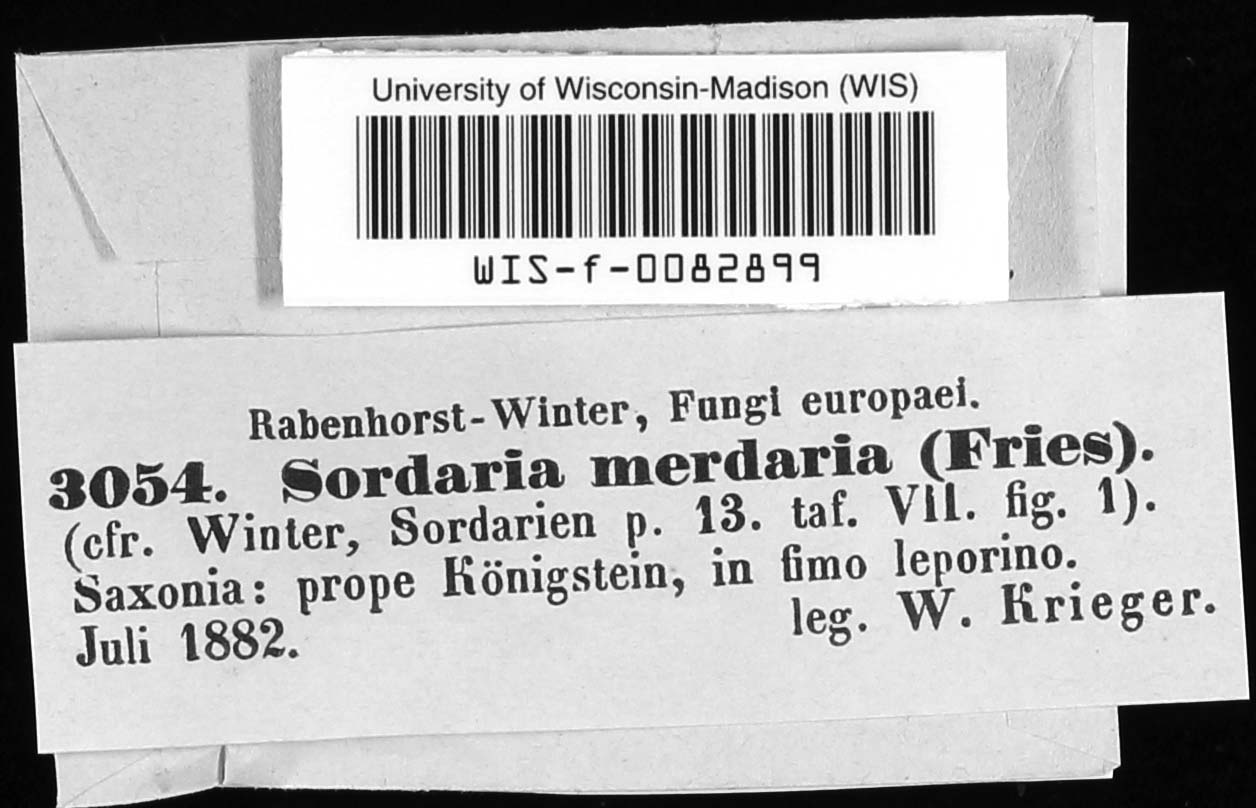 University of Wisconsin-Madison (WIS)
WIS-f-0082899
Rabenhorst-Winter, Fungi europaei.
3054. Sordaria merdaria (Fries).
(cfr. Winter, Sordarien p. 13. taf. VII. fig. 1).
Saxonia: prope Königstein, in fimo leporino.
Juli 1882. leg. W. Krieger.